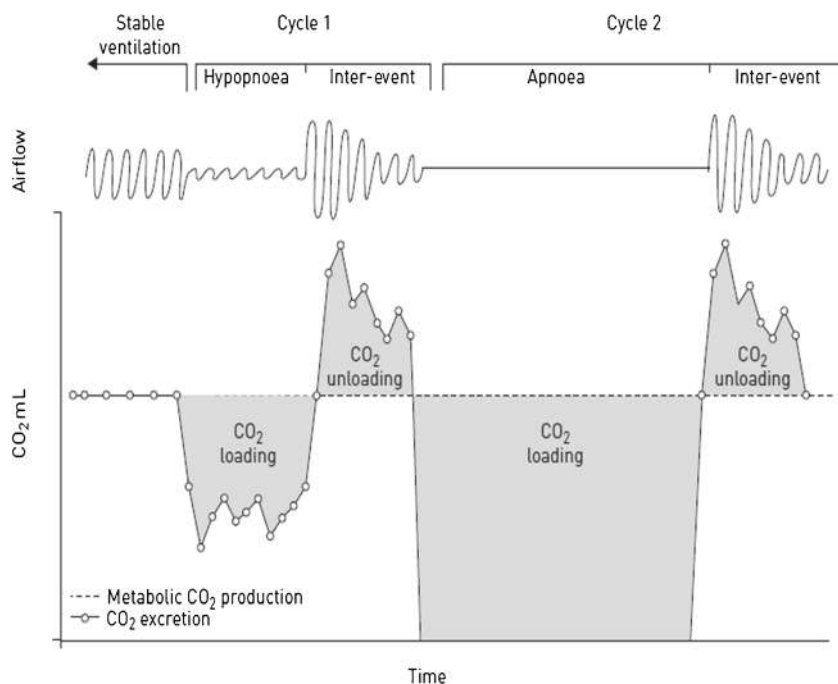 Stable
ventilation
Cycle 1
Cycle 2
Hypopnoea
Inter-event
Apnoea
Inter-event
Airflow
CO₂ mL
CO₂
unloading
CO₂
unloading
CO₂
loading
CO₂
loading
Metabolic CO₂ production
CO₂ excretion
Time